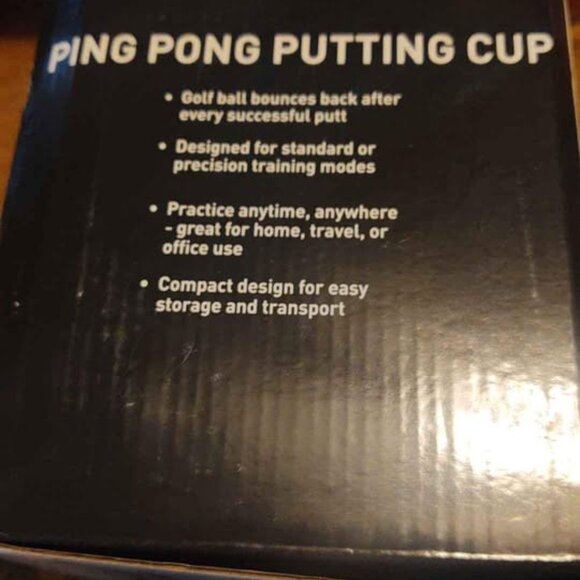 PING PONG PUTTING CUP
• Golf ball bounces back after
every successful putt
• Designed for standard or
precision training modes
• Practice anytime, anywhere
- great for home, travel, or
office use
• Compact design for easy
storage and transport